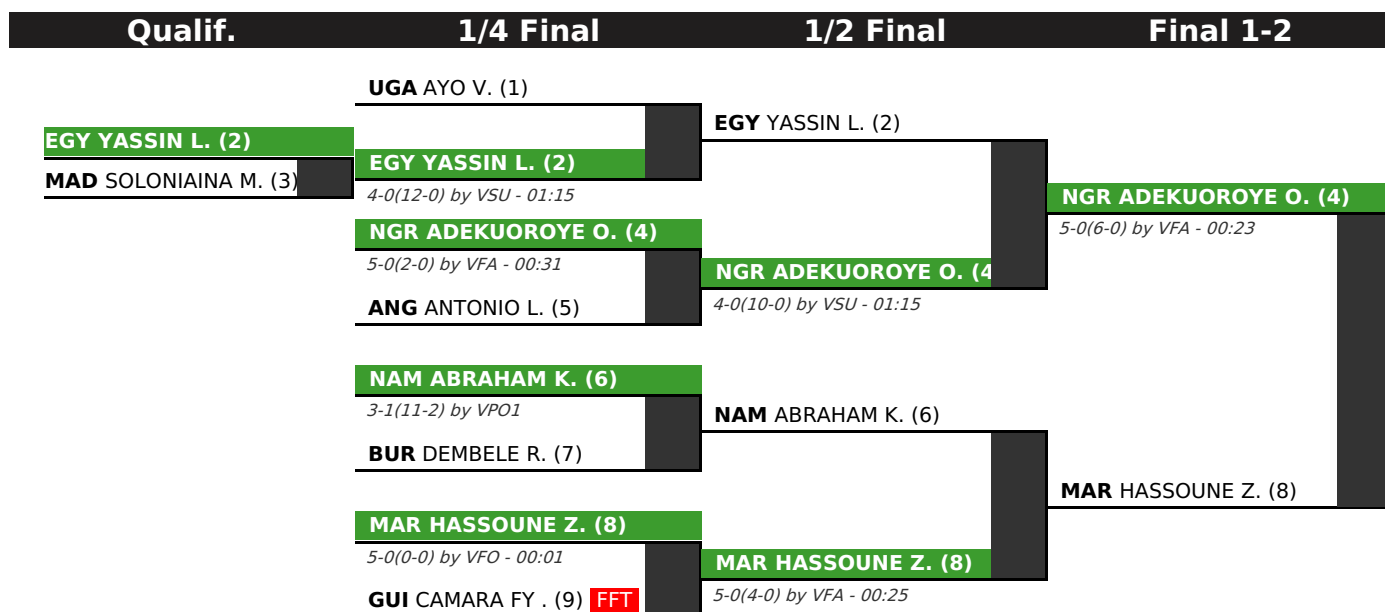 Qualif. 1/4 Final 1/2 Final Final 1-2
EGY YASSIN L. (2)
MAD SOLONIAINA M. (3)
UGA AYO V. (1)
EGY YASSIN L. (2)
4-0(12-0) by VSU - 01:15
NGR ADEKUOROYE O. (4)
5-0(2-0) by VFA - 00:31
ANG ANTONIO L. (5)
NAM ABRAHAM K. (6)
3-1(11-2) by VPO1
BUR DEMBELE R. (7)
MAR HASSOUNE Z. (8)
5-0(0-0) by VFO - 00:01
GUI CAMARA FY . (9) FFT
EGY YASSIN L. (2)
NGR ADEKUOROYE O. (4
4-0(10-0) by VSU - 01:15
NAM ABRAHAM K. (6)
MAR HASSOUNE Z. (8)
5-0(4-0) by VFA - 00:25
NGR ADEKUOROYE O. (4)
5-0(6-0) by VFA - 00:23
MAR HASSOUNE Z. (8)